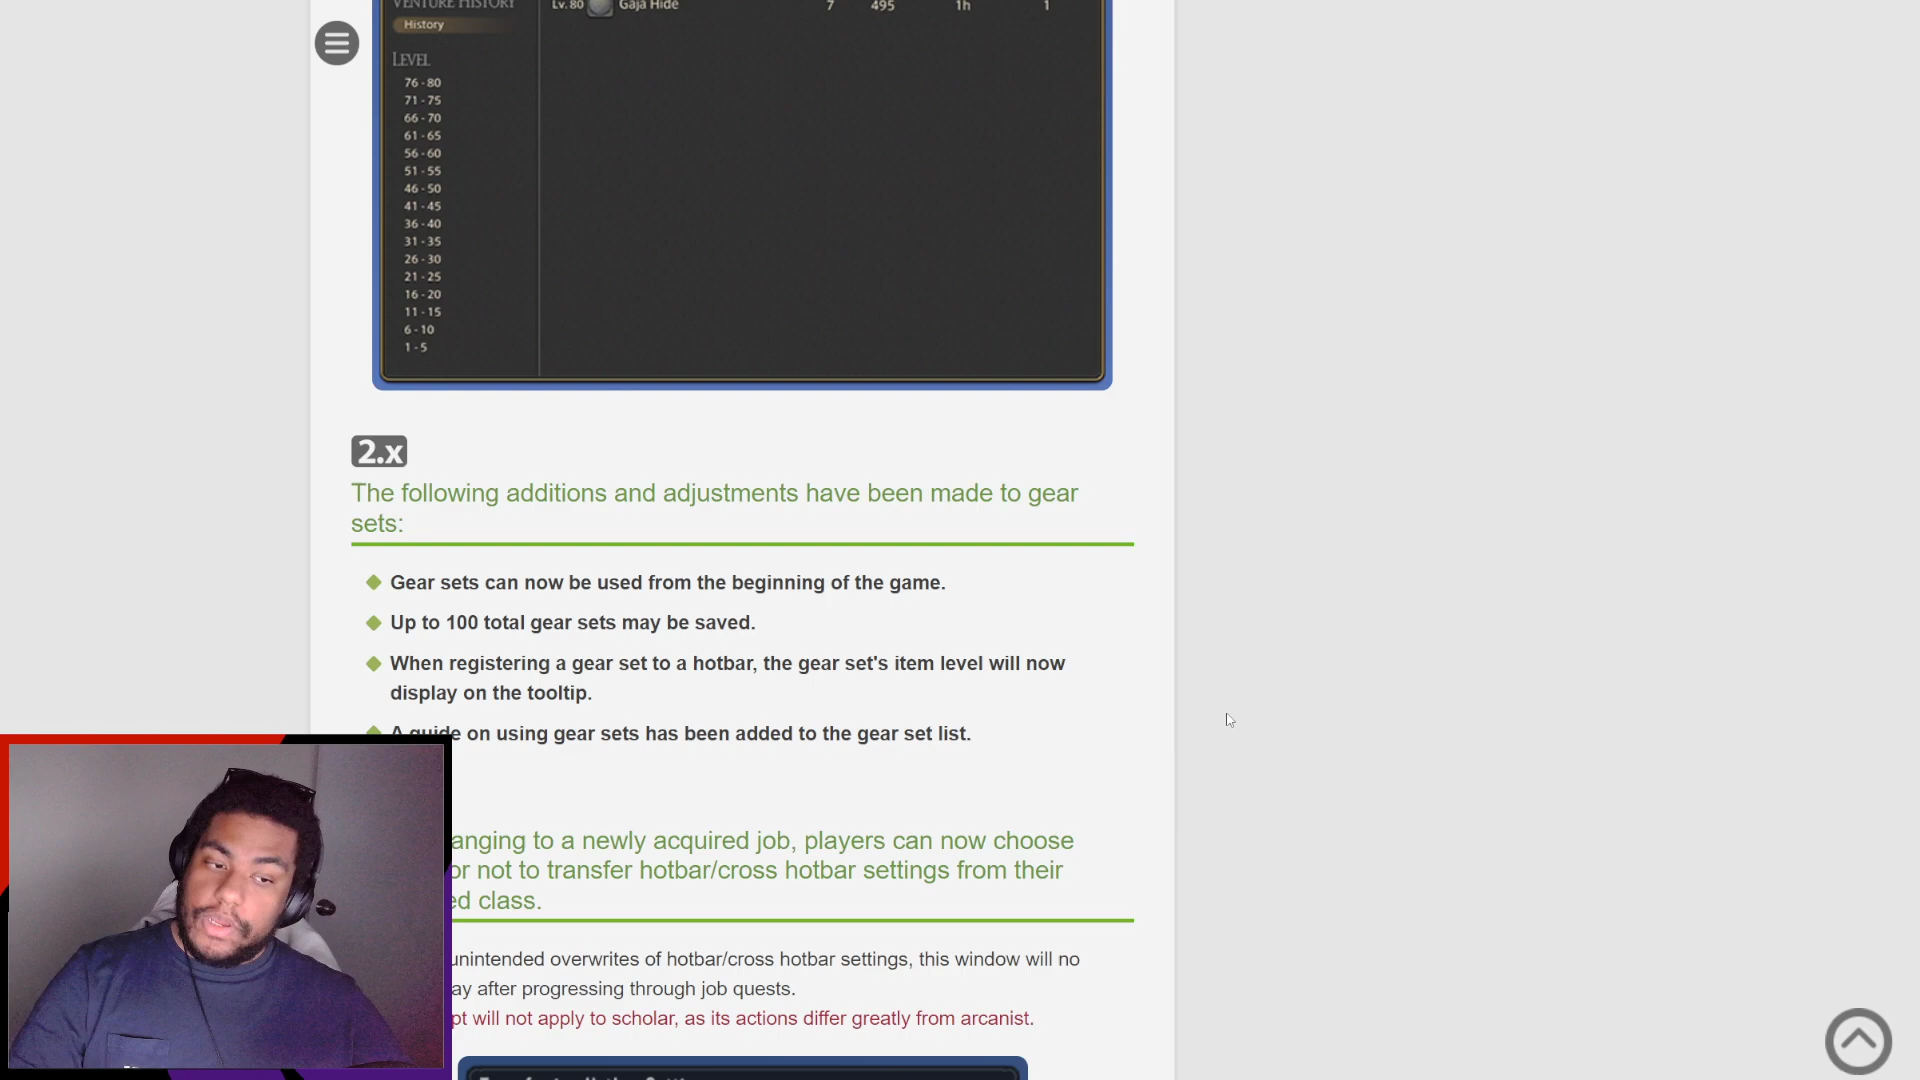 VENTURE HISTORY
Lv. 80 Gaja Hide 7 495 1h 1
History
LEVEL
76 - 80
71 - 75
66 - 70
61 - 65
56 - 60
51 - 55
46 - 50
41 - 45
36 - 40
31 - 35
26 - 30
21 - 25
16 - 20
11 - 15
6 - 10
1 - 5
2.x
The following additions and adjustments have been made to gear
sets:
Gear sets can now be used from the beginning of the game.
Up to 100 total gear sets may be saved.
When registering a gear set to a hotbar, the gear set's item level will now
display on the tooltip.
A guide on using gear sets has been added to the gear set list.
anging to a newly acquired job, players can now choose
or not to transfer hotbar/cross hotbar settings from their
ed class.
unintended overwrites of hotbar/cross hotbar settings, this window will no
ay after progressing through job quests.
pt will not apply to scholar, as its actions differ greatly from arcanist.